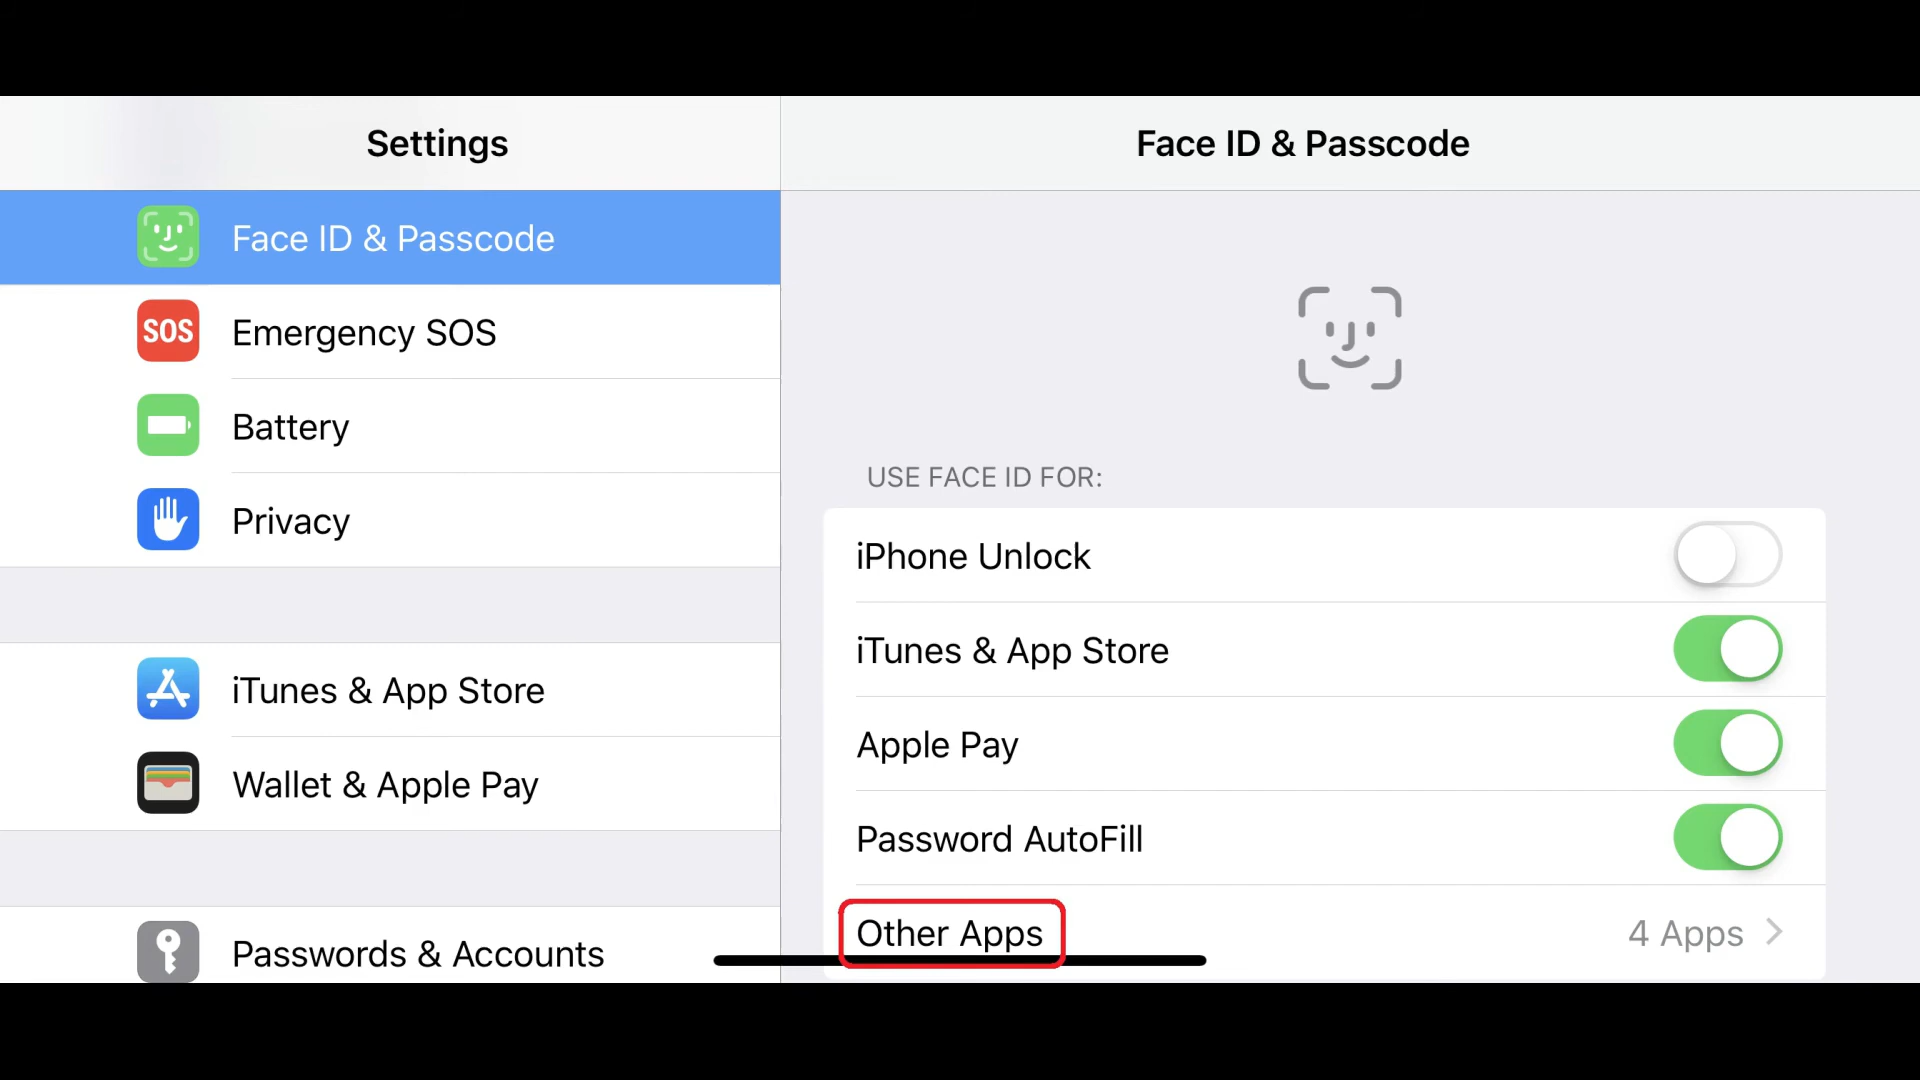 Settings
Face ID & Passcode
SOS
Emergency SOS
Battery
Privacy
iTunes & App Store
Wallet & Apple Pay
Passwords & Accounts
Face ID & Passcode
USE FACE ID FOR:
iPhone Unlock
iTunes & App Store
Apple Pay
Password AutoFill
Other Apps
4 Apps